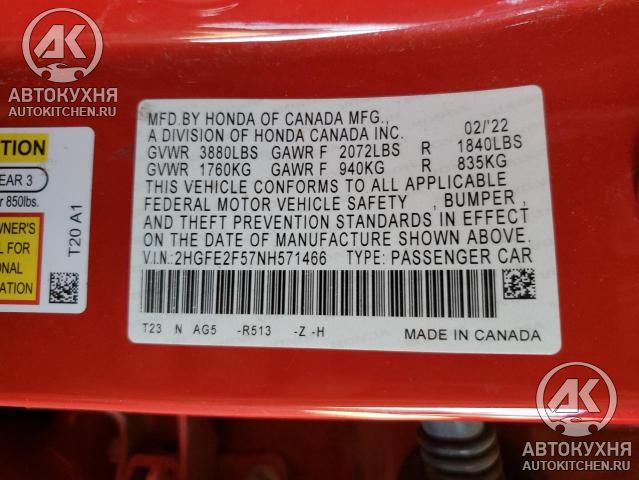 AK
АВТОКУХНЯ
AUTOKITCHEN.RU
TION
EAR 3
r 850lbs.
WNER'S
L FOR
ONAL
ATION
T20 A1
MFD.BY HONDA OF CANADA MFG.,
A DIVISION OF HONDA CANADA INC. 02/'22
GVWR 3880LBS GAWR F 2072LBS R 1840LBS
GVWR 1760KG GAWR F 940KG R 835KG
THIS VEHICLE CONFORMS TO ALL APPLICABLE
FEDERAL MOTOR VEHICLE SAFETY , BUMPER ,
AND THEFT PREVENTION STANDARDS IN EFFECT
ON THE DATE OF MANUFACTURE SHOWN ABOVE.
V.I.N.:2HGFE2F57NH571466 TYPE: PASSENGER CAR
T23 N AG5 -R513 -Z -H MADE IN CANADA
AK
АВТОКУХНЯ
AUTOKITCHEN.RU